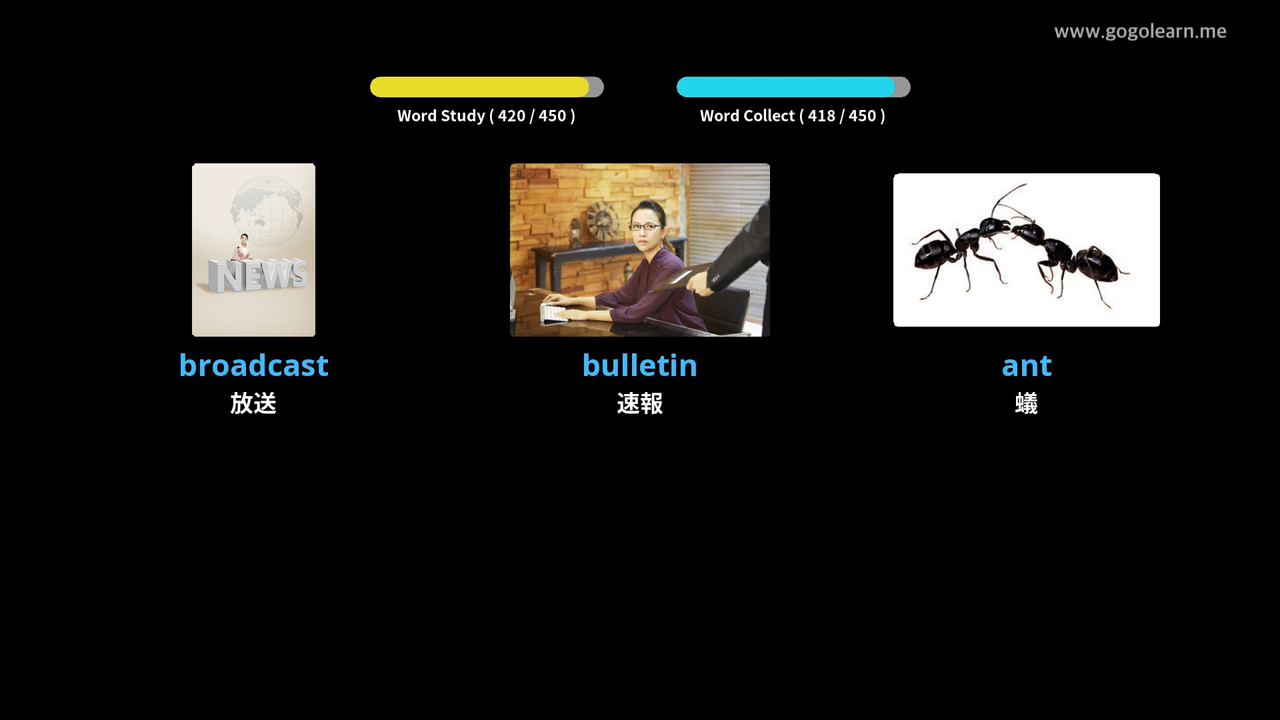 www.gogolearn.me
Word Study ( 420 / 450 )
Word Collect ( 418 / 450 )
NEWS
broadcast
bulletin
ant
放送
速報
蟻